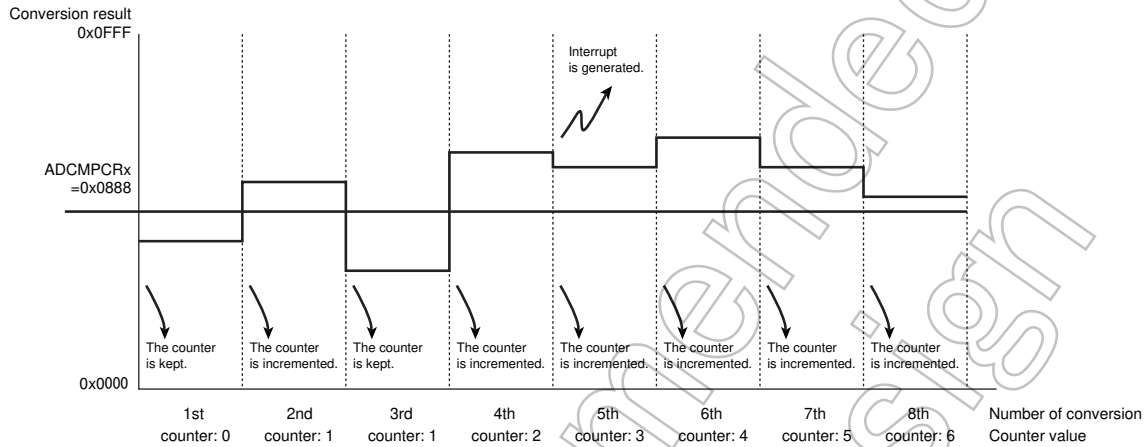 Conversion result
0x0FFF
Interrupt
is generated.
ADCMPCRx
=0x0888
The counter
is kept.
The counter
is incremented.
The counter
is kept.
The counter
is incremented.
The counter
is incremented.
The counter
is incremented.
The counter
is incremented.
The counter
is incremented.
0x0000
1st 2nd 3rd 4th 5th 6th 7th 8th Number of conversion
counter: 0 counter: 1 counter: 1 counter: 2 counter: 3 counter: 4 counter: 5 counter: 6 Counter value